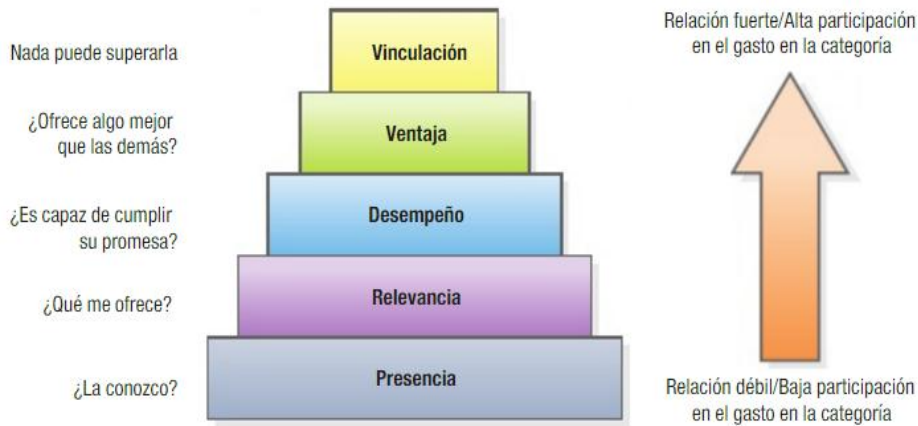 Nada puede superarla
Vinculación
Relación fuerte/Alta participación
en el gasto en la categoría
¿Ofrece algo mejor
que las demás?
Ventaja
¿Es capaz de cumplir
su promesa?
Desempeño
¿Qué me ofrece?
Relevancia
¿La conozco?
Presencia
Relación débil/Baja participación
en el gasto en la categoría